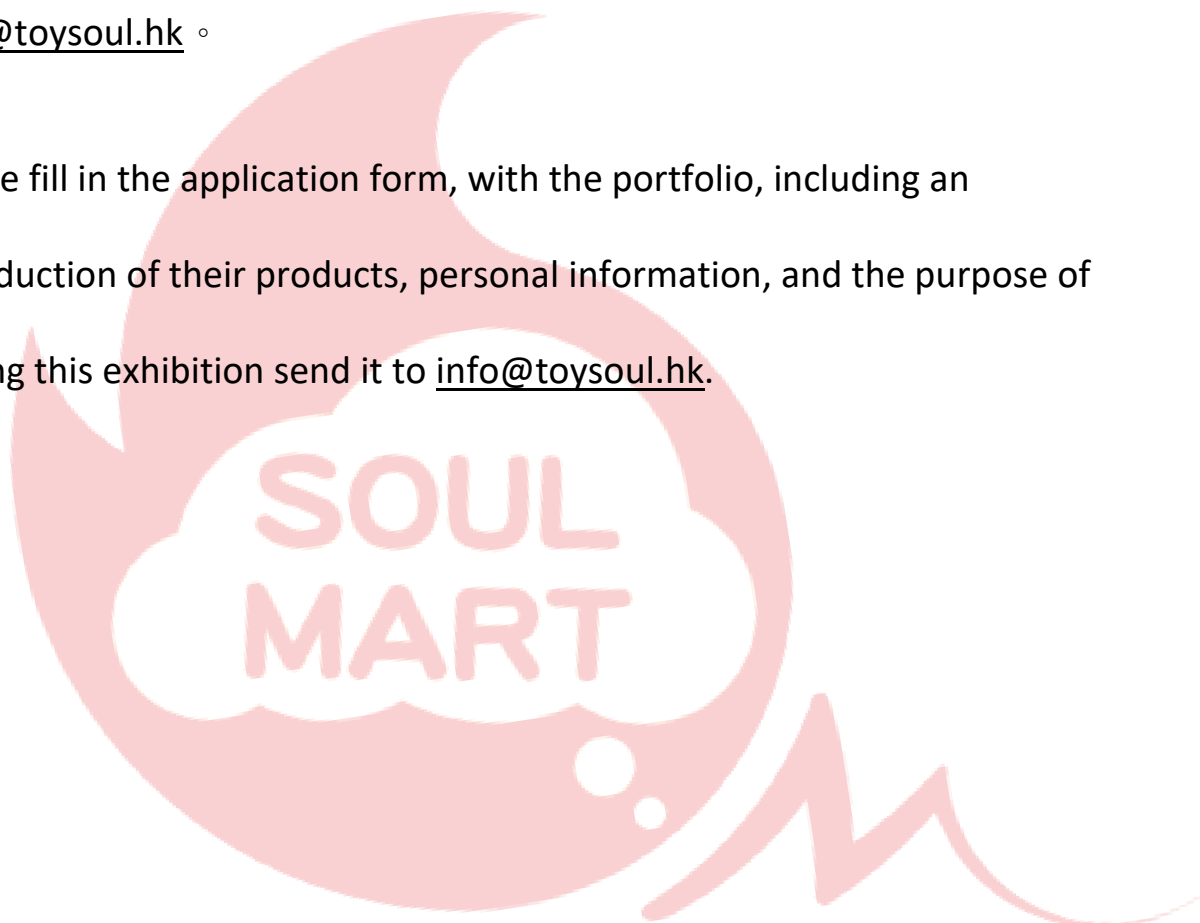 @toysoul.hk。
e fill in the application form, with the portfolio, including an
duction of their products, personal information, and the purpose of
ng this exhibition send it to info@toysoul.hk.
SOUL
MART